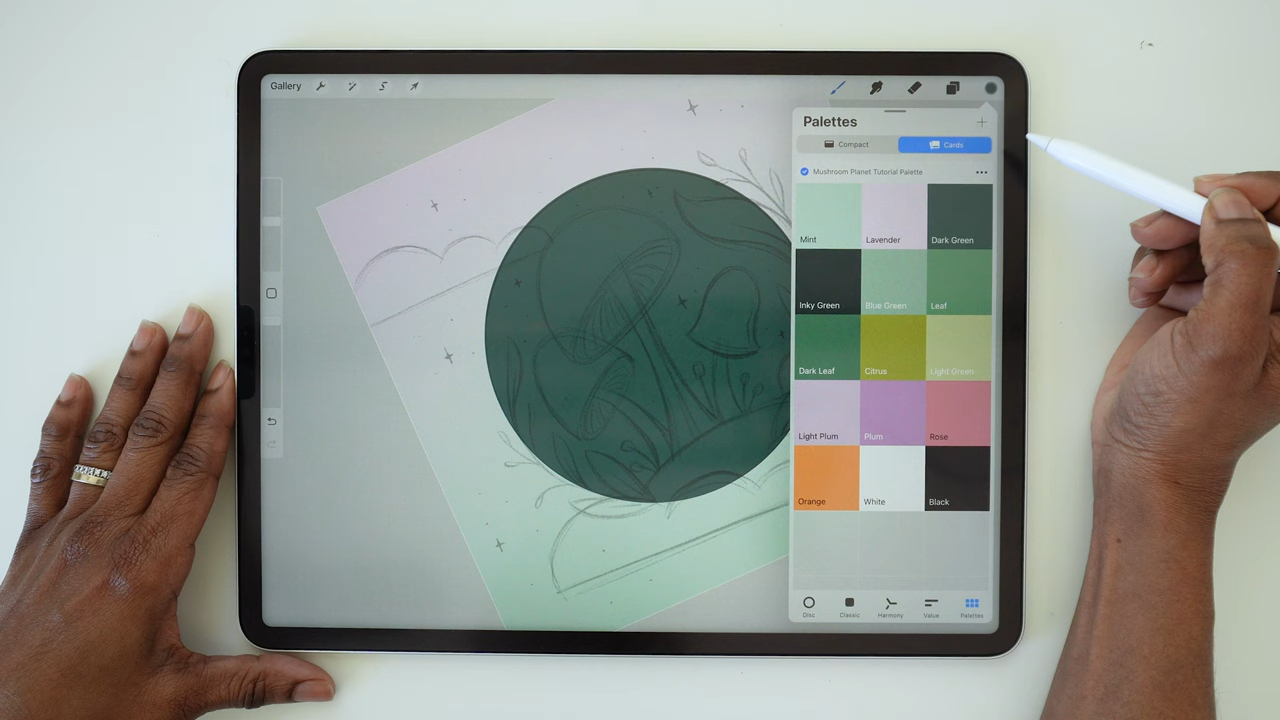 Gallery
Palettes
Compact
Cards
Mushroom Planet Tutorial Palette
Mint
Lavender
Dark Green
Inky Green
Blue Green
Leaf
Dark Leaf
Citrus
Light Green
Light Plum
Plum
Rose
Orange
White
Black
Disc
Classic
Harmony
Value
Palettes